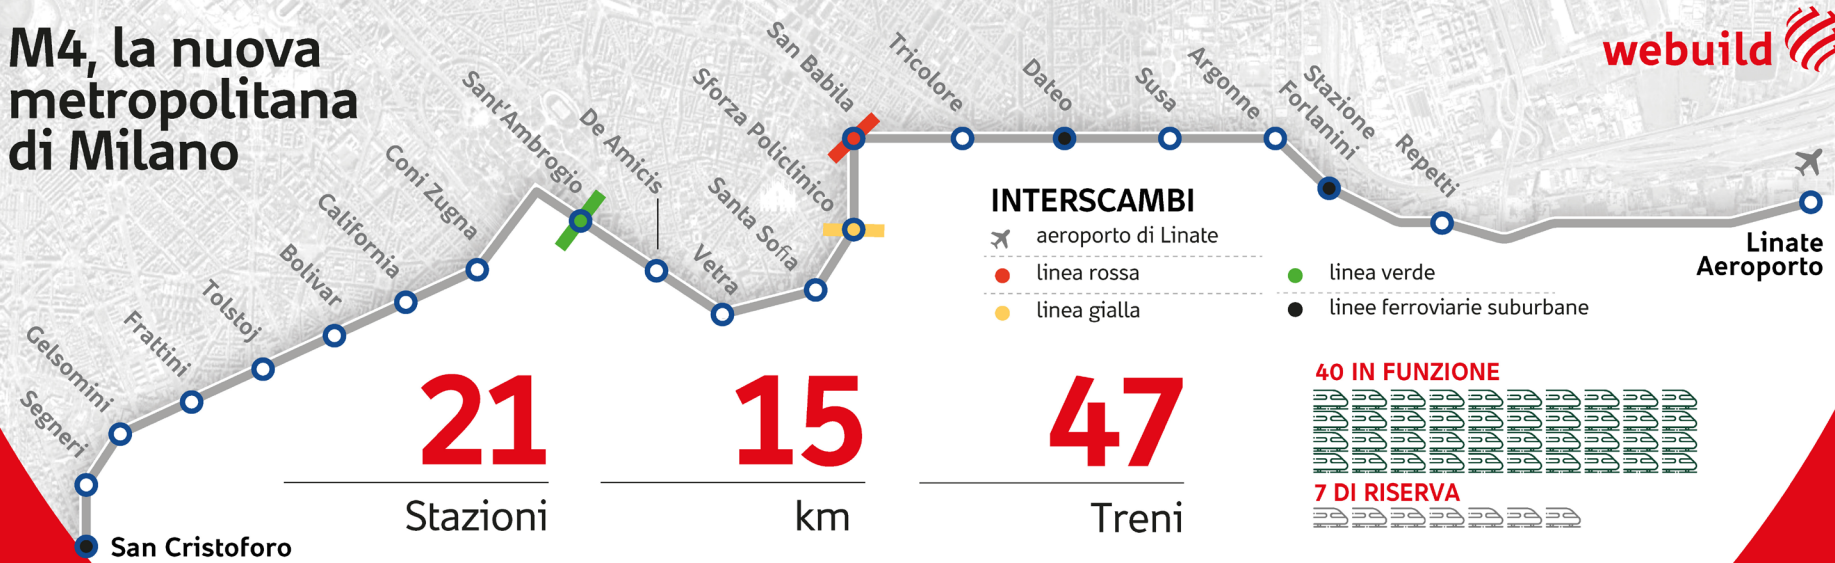 M4, la nuova
metropolitana
di Milano
webuild
San Cristoforo
Segneri
Gelsomini
Frattini
Tolstoj
Bolivar
California
Coni Zugna
Sant'Ambrogio
De Amicis
Vetra
Santa Sofia
Sforza Policlinico
San Babila
Tricolore
Dateo
Susa
Argonne
Stazione
Forlanini
Repetti
Linate
Aeroporto
INTERSCAMBI
aeroporto di Linate
linea rossa
linea gialla
linea verde
linee ferroviarie suburbane
21
Stazioni
15
km
47
Treni
40 IN FUNZIONE
7 DI RISERVA